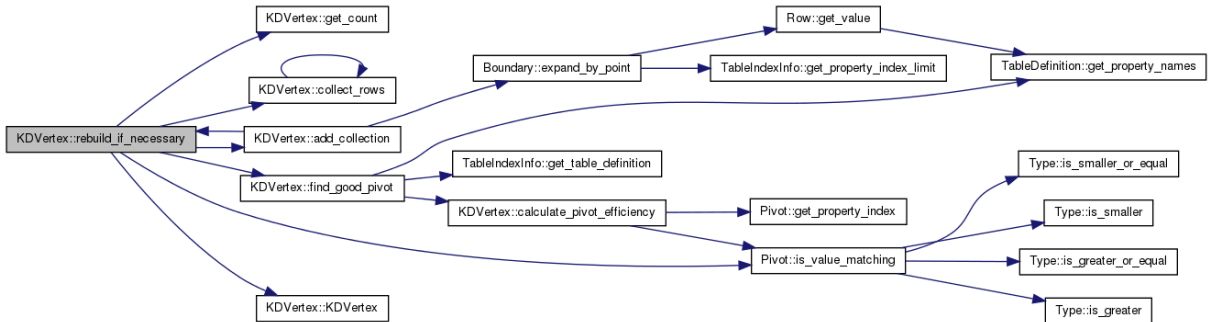 KDVertex::get_count
Row::get_value
Boundary::expand_by_point
TableIndexInfo::get_property_index_limit
TableDefinition::get_property_names
KDVertex::collect_rows
KDVertex::rebuild_if_necessary
KDVertex::add_collection
TableIndexInfo::get_table_definition
Type::is_smaller_or_equal
KDVertex::find_good_pivot
KDVertex::calculate_pivot_efficiency
Pivot::get_property_index
Type::is_smaller
Pivot::is_value_matching
Type::is_greater_or_equal
KDVertex::KDVertex
Type::is_greater